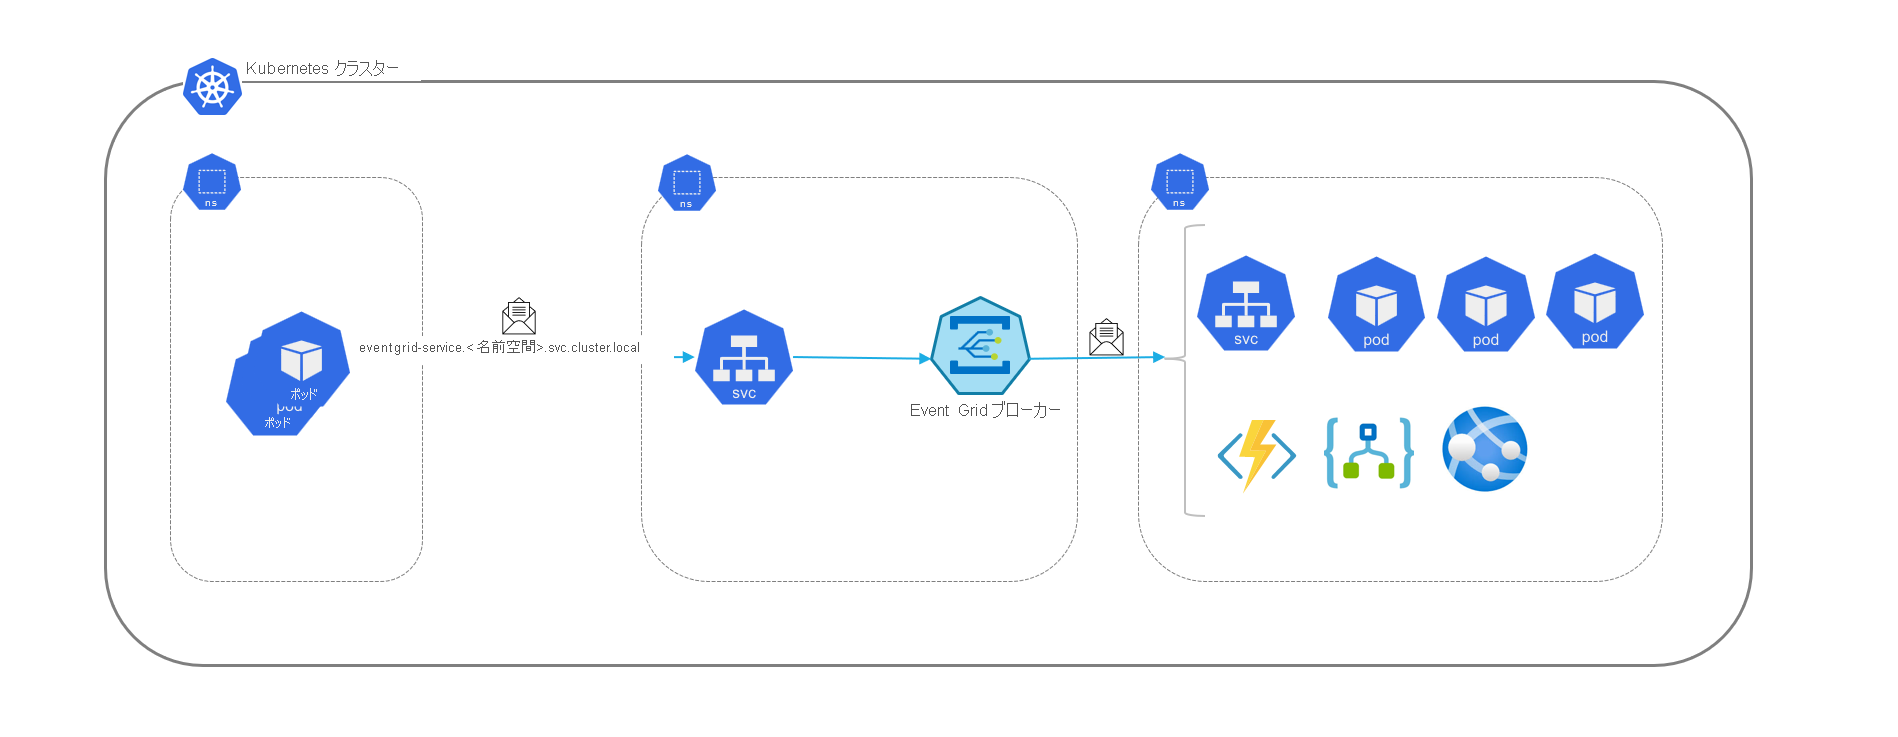 Kubernetes クラスター
ns
ns
ns
eventgrid-service.<名前空間>.svc.cluster.local
ポッド
pod
ポッド
svc
Event Grid ブローカー
svc
pod
pod
pod